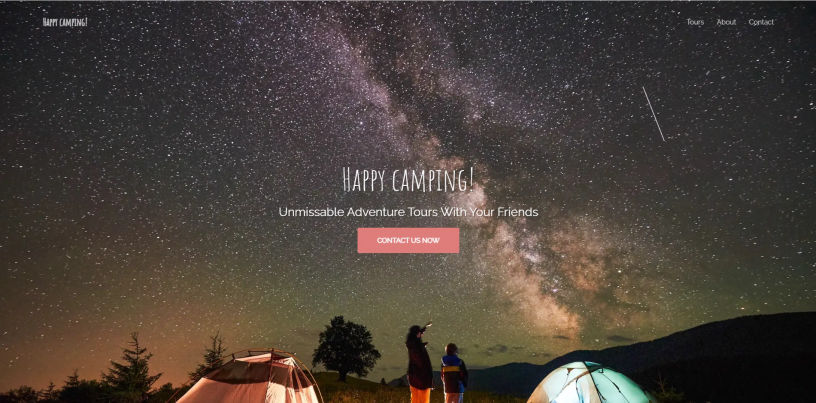 Happy camping!
Tours
About
Contact
Happy camping!
Unmissable Adventure Tours With Your Friends
CONTACT US NOW